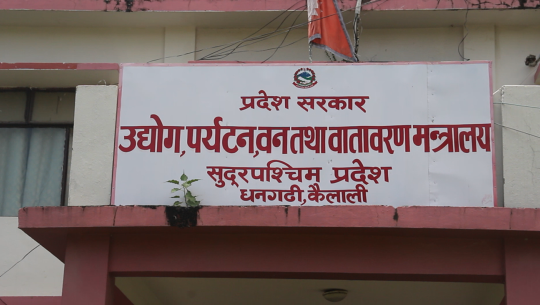 प्रदेश सरकार
उद्योग,पर्यटन,वन तथा वातावरण मन्त्रालय
सुदूरपश्चिम प्रदेश
धनगढी,कैलाली